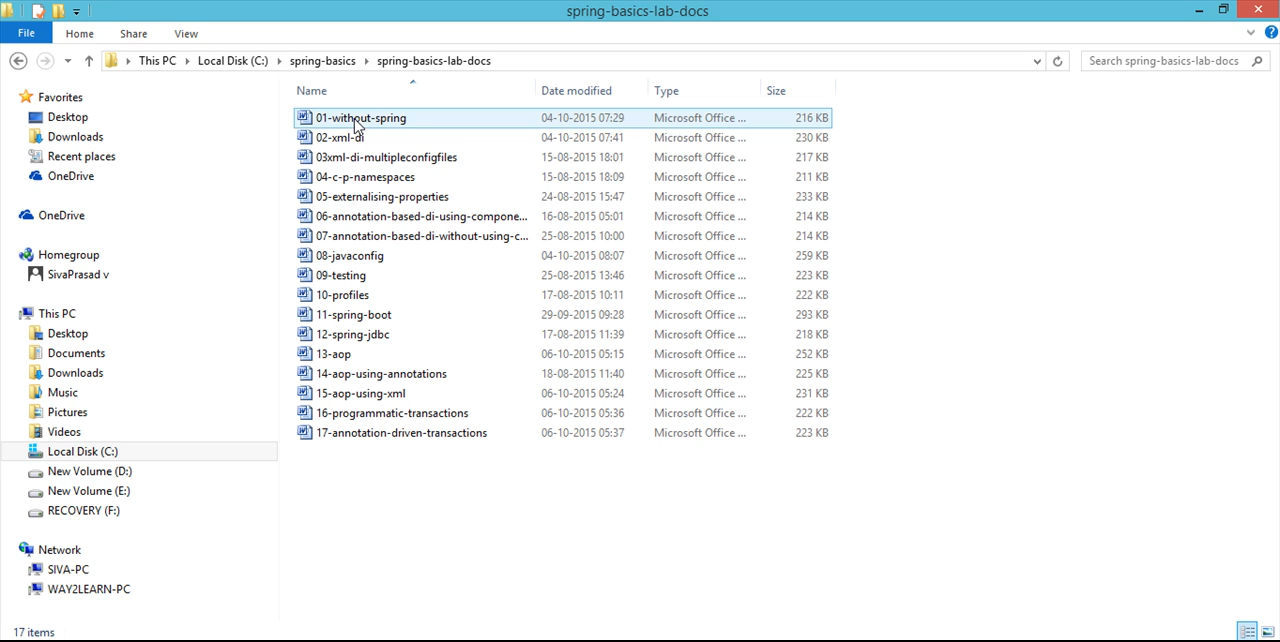 spring-basics-lab-docs
File Home Share View
This PC Local Disk (C:) spring-basics spring-basics-lab-docs Search spring-basics-lab-docs
Favorites
Desktop
Downloads
Recent places
OneDrive
OneDrive
Homegroup
SivaPrasad v
This PC
Desktop
Documents
Downloads
Music
Pictures
Videos
Local Disk (C:)
New Volume (D:)
New Volume (E:)
RECOVERY (F:)
Network
SIVA-PC
WAY2LEARN-PC
Name Date modified Type Size
01-without-spring 04-10-2015 07:29 Microsoft Office ... 216 KB
02-xml-di 04-10-2015 07:41 Microsoft Office ... 230 KB
03xml-di-multipleconfigfiles 15-08-2015 18:01 Microsoft Office ... 217 KB
04-c-p-namespaces 15-08-2015 18:09 Microsoft Office ... 211 KB
05-externalising-properties 24-08-2015 15:47 Microsoft Office ... 233 KB
06-annotation-based-di-using-compone... 16-08-2015 05:01 Microsoft Office ... 214 KB
07-annotation-based-di-without-using-c... 25-08-2015 10:00 Microsoft Office ... 214 KB
08-javaconfig 04-10-2015 08:07 Microsoft Office ... 259 KB
09-testing 25-08-2015 13:46 Microsoft Office ... 223 KB
10-profiles 17-08-2015 10:11 Microsoft Office ... 222 KB
11-spring-boot 29-09-2015 09:28 Microsoft Office ... 293 KB
12-spring-jdbc 17-08-2015 11:39 Microsoft Office ... 218 KB
13-aop 06-10-2015 05:15 Microsoft Office ... 252 KB
14-aop-using-annotations 18-08-2015 11:40 Microsoft Office ... 225 KB
15-aop-using-xml 06-10-2015 05:24 Microsoft Office ... 231 KB
16-programmatic-transactions 06-10-2015 05:36 Microsoft Office ... 222 KB
17-annotation-driven-transactions 06-10-2015 05:37 Microsoft Office ... 223 KB
17 items